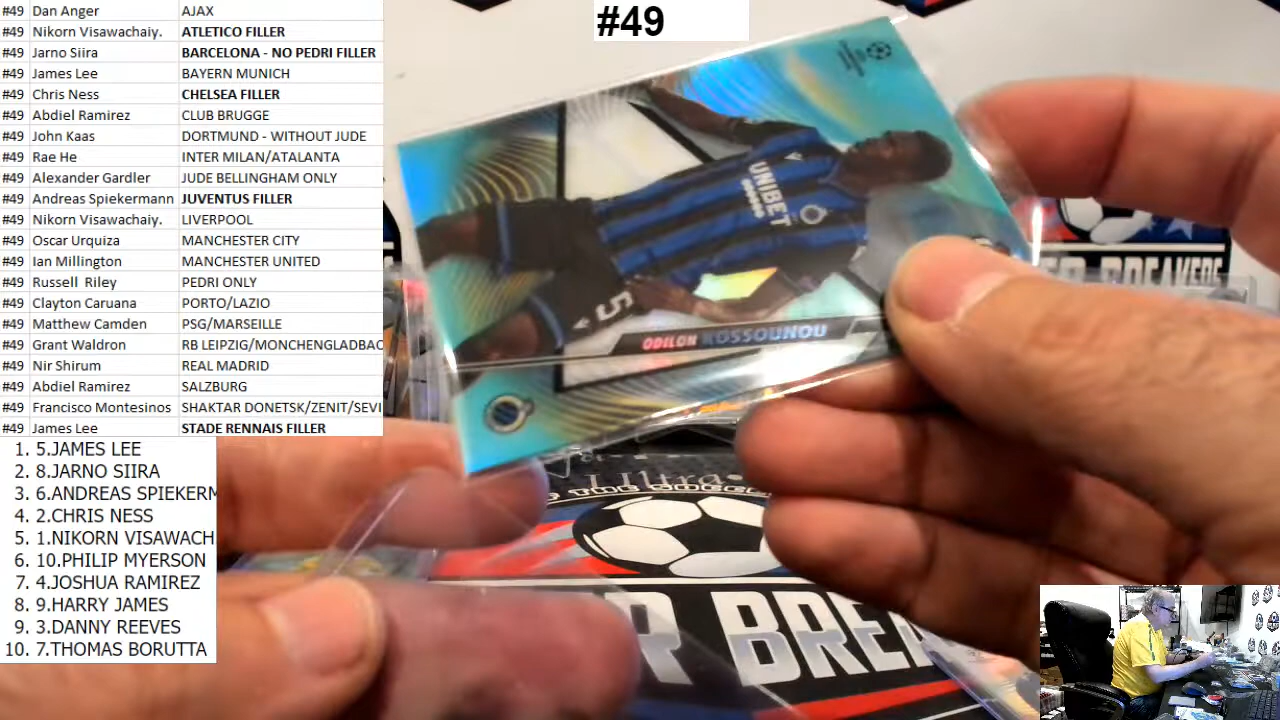 #49 Dan Anger AJAX
#49 Nikorn Visawachaiy. ATLETICO FILLER
#49 Jarno Siira BARCELONA - NO PEDRI FILLER
#49 James Lee BAYERN MUNICH
#49 Chris Ness CHELSEA FILLER
#49 Abdiel Ramirez CLUB BRUGGE
#49 John Kaas DORTMUND - WITHOUT JUDE
#49 Rae He INTER MILAN/ATALANTA
#49 Alexander Gardler JUDE BELLINGHAM ONLY
#49 Andreas Spiekermann JUVENTUS FILLER
#49 Nikorn Visawachaiy. LIVERPOOL
#49 Oscar Urquiza MANCHESTER CITY
#49 Ian Millington MANCHESTER UNITED
#49 Russell Riley PEDRI ONLY
#49 Clayton Caruana PORTO/LAZIO
#49 Matthew Camden PSG/MARSEILLE
#49 Grant Waldron RB LEIPZIG/MONCHENGLADBAC
#49 Nir Shirum REAL MADRID
#49 Abdiel Ramirez SALZBURG
#49 Francisco Montesinos SHAKTAR DONETSK/ZENIT/SEVI
#49 James Lee STADE RENNAIS FILLER
1. 5.JAMES LEE
2. 8.JARNO SIIRA
3. 6.ANDREAS SPIEKERM
4. 2.CHRIS NESS
5. 1.NIKORN VISAWACH
6. 10.PHILIP MYERSON
7. 4.JOSHUA RAMIREZ
8. 9.HARRY JAMES
9. 3.DANNY REEVES
10. 7.THOMAS BORUTTA
#49
UNIBET
5
ODILON KOSSOUNOU
BREAKERS
Ultra
R BREA